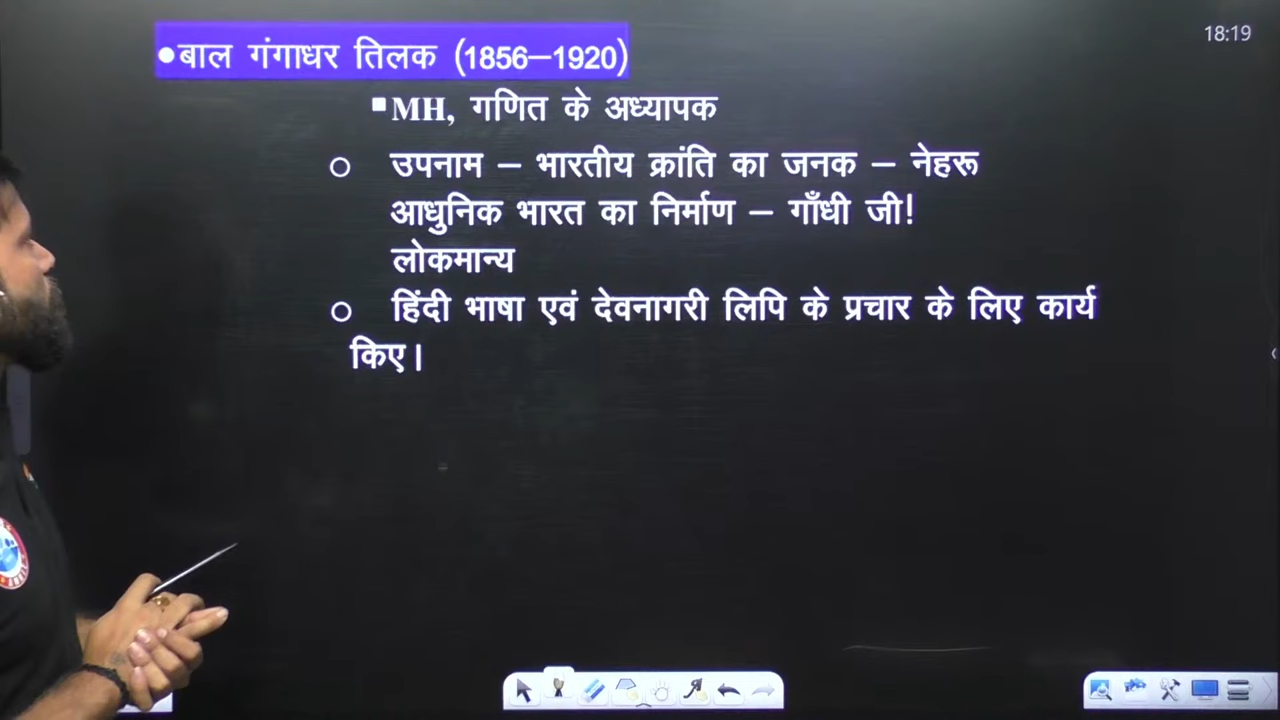 18:19
•बाल गंगाधर तिलक (1856–1920)
▪MH, गणित के अध्यापक
○ उपनाम – भारतीय क्रांति का जनक – नेहरू
आधुनिक भारत का निर्माण – गाँधी जी!
लोकमान्य
○ हिंदी भाषा एवं देवनागरी लिपि के प्रचार के लिए कार्य
किए।